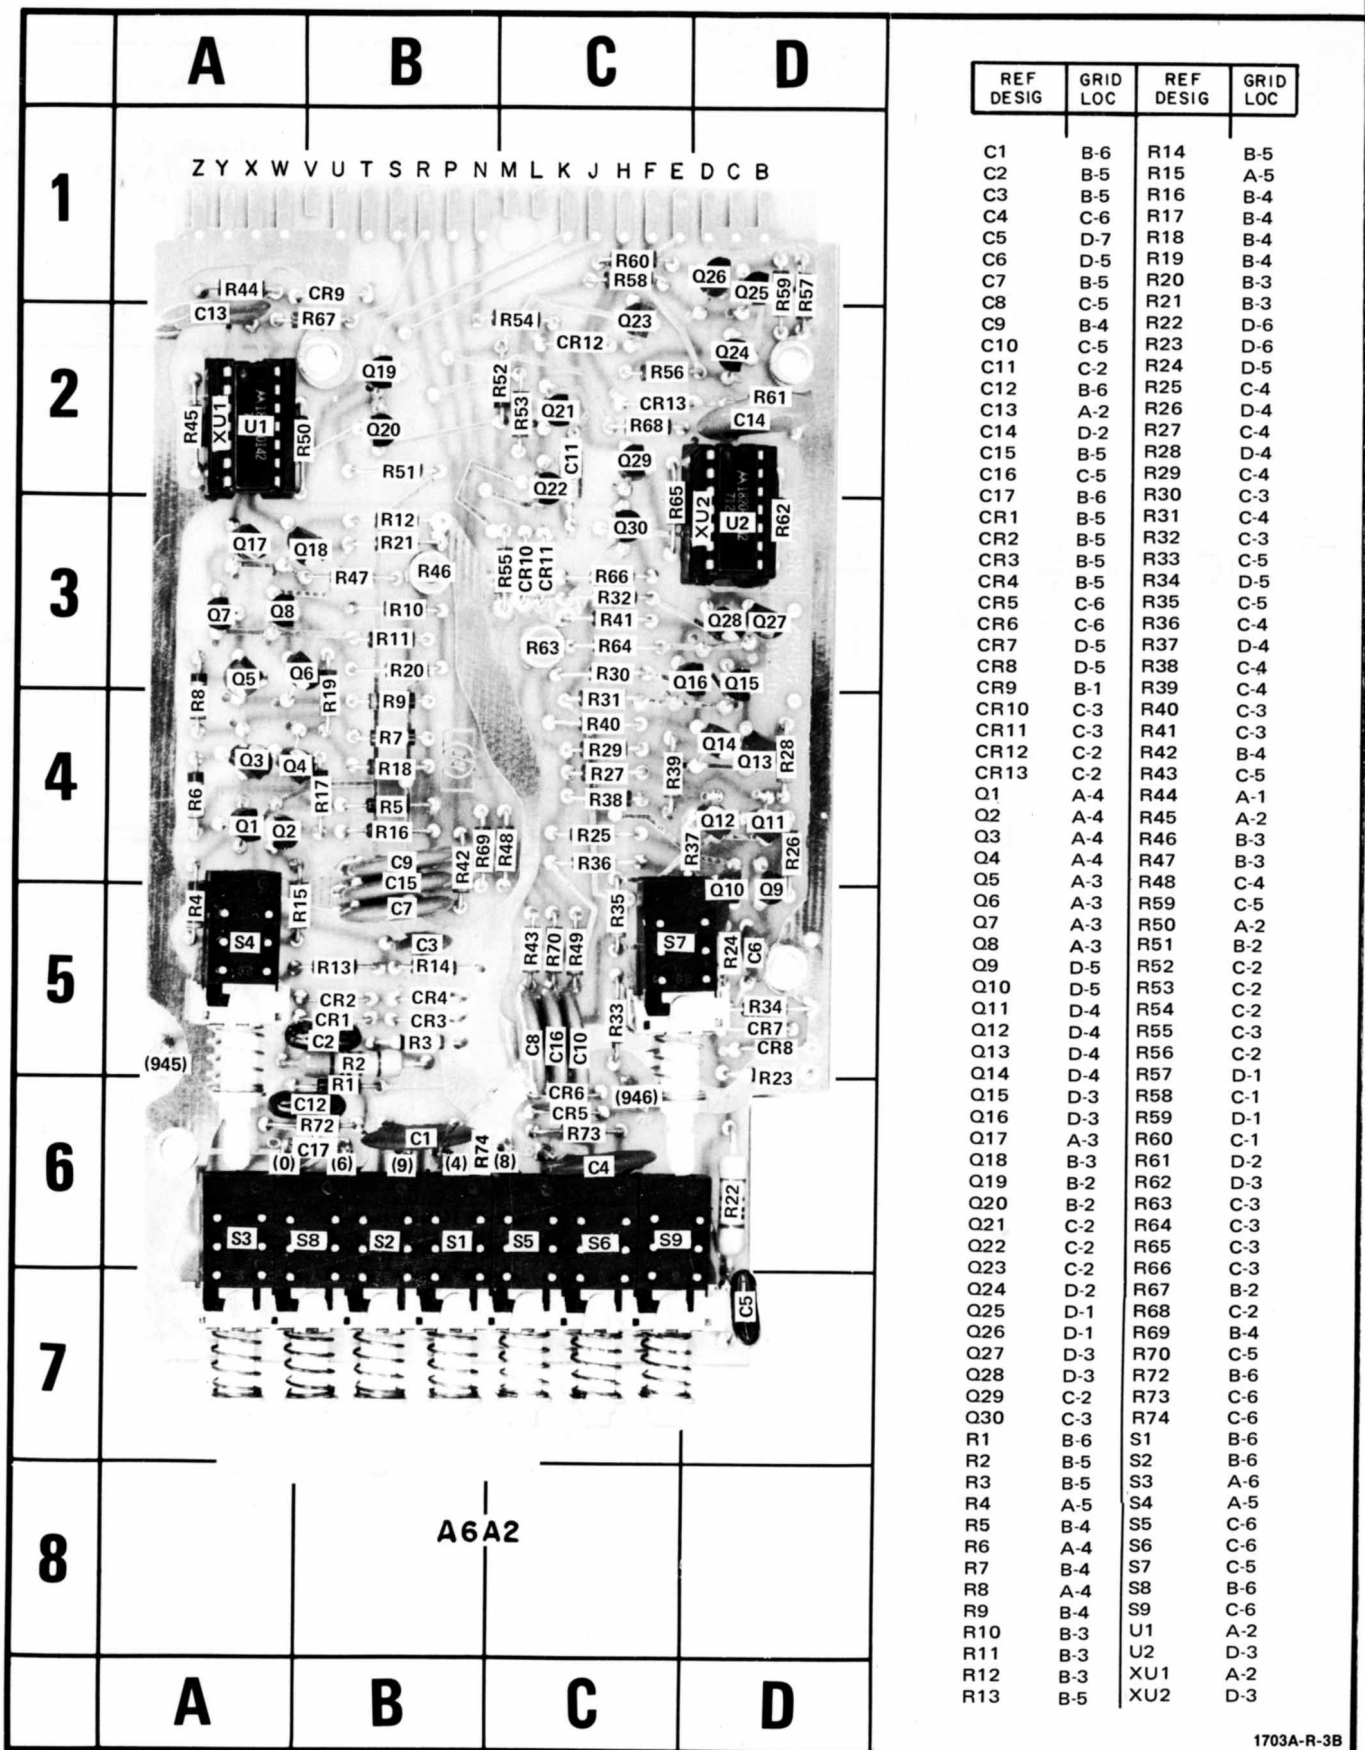 A B C D
REF DESIG GRID LOC REF DESIG GRID LOC
1
Z Y X W V U T S R P N M L K J H F E D C B
R60
R58
Q26
Q25
R59
R57
R44
CR9
C13
R67
R54
Q23
CR12
Q24
2
Q19
R52
R56
R61
R45
XU1
U1
R50
Q20
R53
Q21
CR13
R68
C14
R51
C11
Q29
Q22
R65
XU2
U2
R62
R12
Q30
3
Q17
Q18
R21
R55
CR10
CR11
R47
R46
R66
R32
Q7
Q8
R10
R41
Q28
Q27
R11
R63
R64
Q5
Q6
R20
R30
Q16
Q15
R8
R19
R9
R31
4
R7
R40
Q14
Q13
R28
Q3
Q4
R18
R29
R27
R39
R6
R17
R5
R38
Q1
Q2
R16
R69
R48
R25
Q12
Q11
C9
R42
R36
R37
R26
C15
R4
R15
C7
R35
Q10
Q9
5
S4
C3
R43
R70
R49
S7
R24
C6
R13
R14
CR2
CR4
R34
CR1
CR3
R33
CR7
C2
R3
C8
C16
C10
CR8
(945)
R2
R23
R1
CR6
(946)
C12
CR5
R72
C1
R74
R73
6
C17
(0)
(6)
(9)
(4)
(8)
C4
R22
S3 S8 S2 S1 S5 S6 S9
7
C5
8
A6A2
A B C D
C1 B-6 R14 B-5
C2 B-5 R15 A-5
C3 B-5 R16 B-4
C4 C-6 R17 B-4
C5 D-7 R18 B-4
C6 D-5 R19 B-4
C7 B-5 R20 B-3
C8 C-5 R21 B-3
C9 B-4 R22 D-6
C10 C-5 R23 D-6
C11 C-2 R24 D-5
C12 B-6 R25 C-4
C13 A-2 R26 D-4
C14 D-2 R27 C-4
C15 B-5 R28 D-4
C16 C-5 R29 C-4
C17 B-6 R30 C-3
CR1 B-5 R31 C-4
CR2 B-5 R32 C-3
CR3 B-5 R33 C-5
CR4 B-5 R34 D-5
CR5 C-6 R35 C-5
CR6 C-6 R36 C-4
CR7 D-5 R37 D-4
CR8 D-5 R38 C-4
CR9 B-1 R39 C-4
CR10 C-3 R40 C-3
CR11 C-3 R41 C-3
CR12 C-2 R42 B-4
CR13 C-2 R43 C-5
Q1 A-4 R44 A-1
Q2 A-4 R45 A-2
Q3 A-4 R46 B-3
Q4 A-4 R47 B-3
Q5 A-3 R48 C-4
Q6 A-3 R59 C-5
Q7 A-3 R50 A-2
Q8 A-3 R51 B-2
Q9 D-5 R52 C-2
Q10 D-5 R53 C-2
Q11 D-4 R54 C-2
Q12 D-4 R55 C-3
Q13 D-4 R56 C-2
Q14 D-4 R57 D-1
Q15 D-3 R58 C-1
Q16 D-3 R59 D-1
Q17 A-3 R60 C-1
Q18 B-3 R61 D-2
Q19 B-2 R62 D-3
Q20 B-2 R63 C-3
Q21 C-2 R64 C-3
Q22 C-2 R65 C-3
Q23 C-2 R66 C-3
Q24 D-2 R67 B-2
Q25 D-1 R68 C-2
Q26 D-1 R69 B-4
Q27 D-3 R70 C-5
Q28 D-3 R72 B-6
Q29 C-2 R73 C-6
Q30 C-3 R74 C-6
R1 B-6 S1 B-6
R2 B-5 S2 B-6
R3 B-5 S3 A-6
R4 A-5 S4 A-5
R5 B-4 S5 C-6
R6 A-4 S6 C-6
R7 B-4 S7 C-5
R8 A-4 S8 B-6
R9 B-4 S9 C-6
R10 B-3 U1 A-2
R11 B-3 U2 D-3
R12 B-3 XU1 A-2
R13 B-5 XU2 D-3
1703A-R-3B